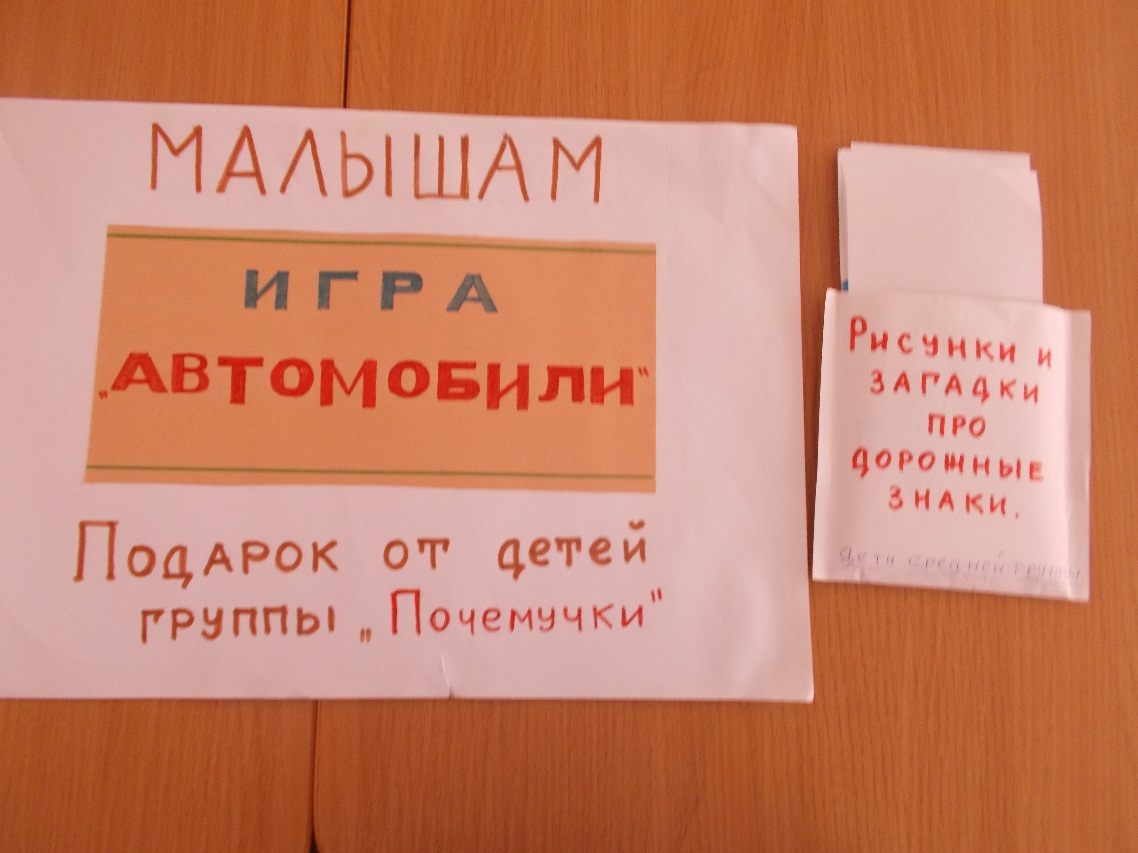 МАЛЫШАМ
ИГРА
„АВТОМОБИЛИ"
Подарок от детей
группы „Почемучки"
Рисунки и
загадки
про
дорожные
знаки.
Дети средней группы